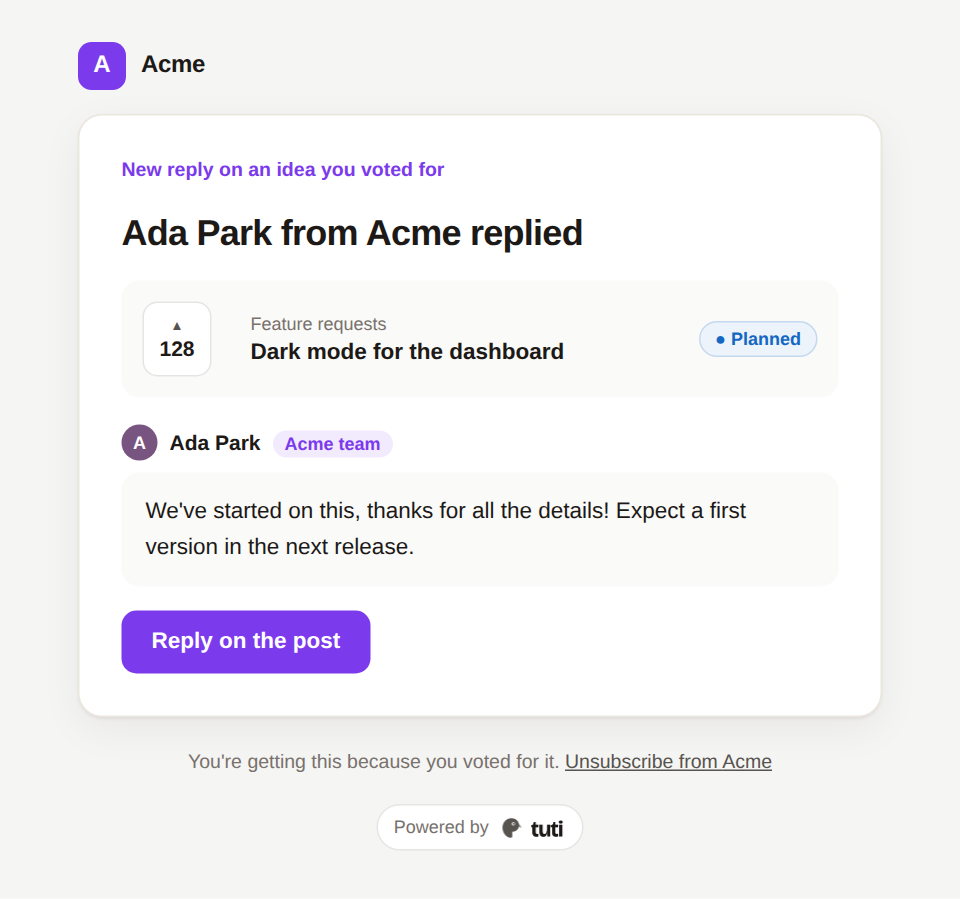 A Acme
New reply on an idea you voted for
Ada Park from Acme replied
▲
128
Feature requests
Dark mode for the dashboard
● Planned
A Ada Park Acme team
We've started on this, thanks for all the details! Expect a first
version in the next release.
Reply on the post
You're getting this because you voted for it. Unsubscribe from Acme
Powered by tuti